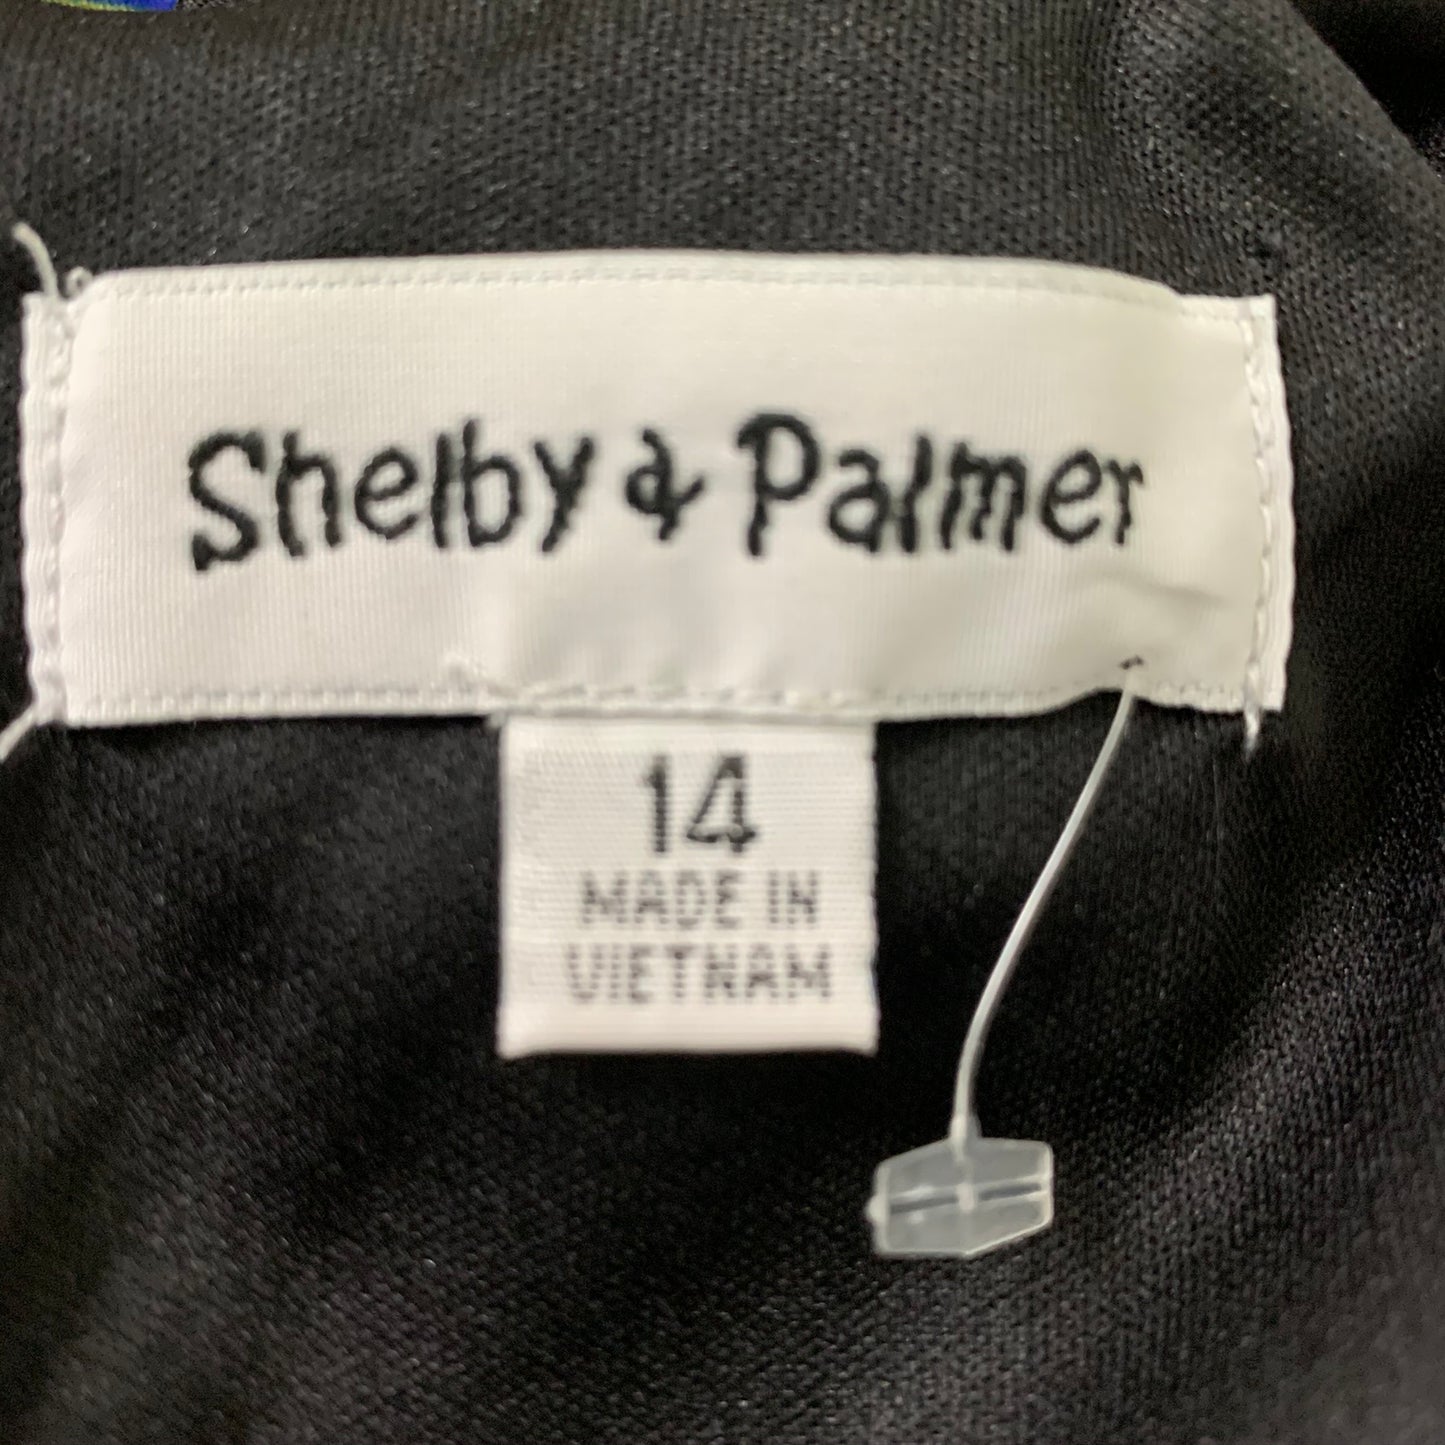 Shelby & Palmer
14
MADE IN
VIETNAM